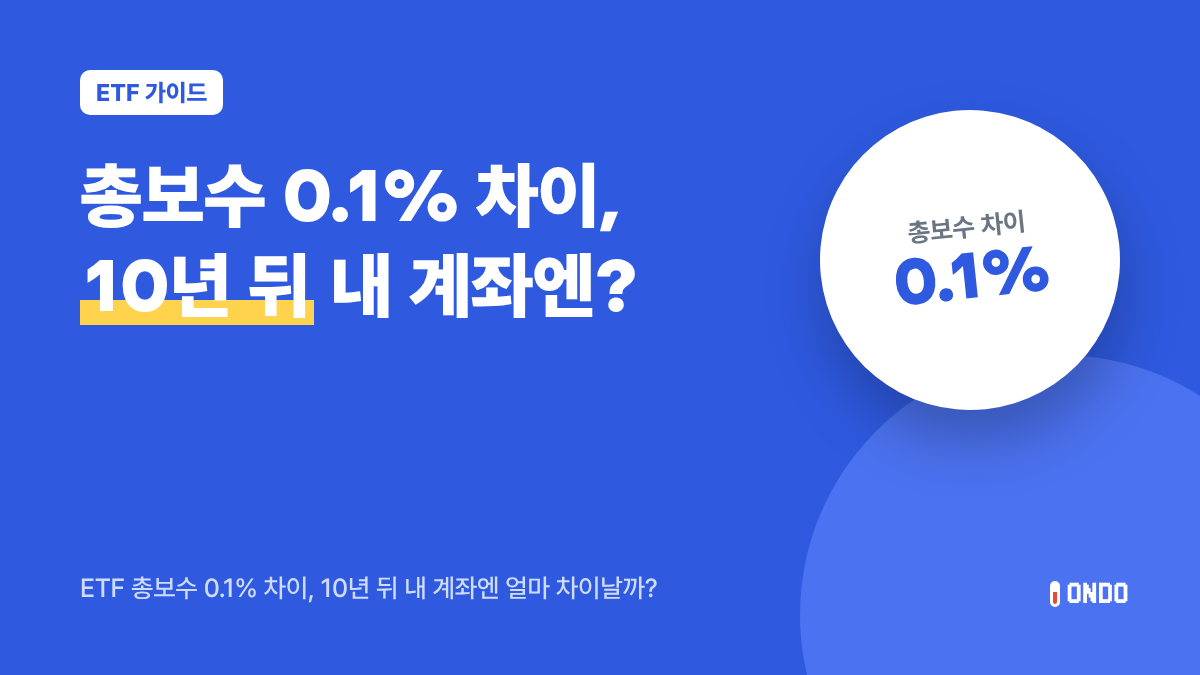 ETF 가이드
총보수 0.1% 차이,
10년 뒤 내 계좌엔?
총보수 차이
0.1%
ETF 총보수 0.1% 차이, 10년 뒤 내 계좌엔 얼마 차이날까?
ONDO